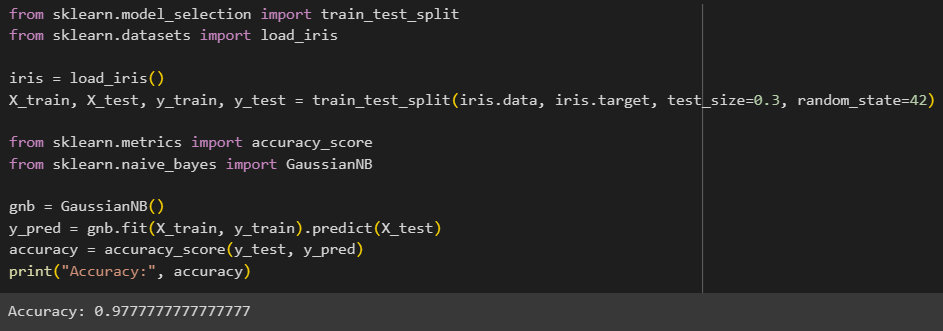 from sklearn.model_selection import train_test_split
from sklearn.datasets import load_iris
iris = load_iris()
X_train, X_test, y_train, y_test = train_test_split(iris.data, iris.target, test_size=0.3, random_state=42)
from sklearn.metrics import accuracy_score
from sklearn.naive_bayes import GaussianNB
gnb = GaussianNB()
y_pred = gnb.fit(X_train, y_train).predict(X_test)
accuracy = accuracy_score(y_test, y_pred)
print("Accuracy:", accuracy)
Accuracy: 0.9777777777777777